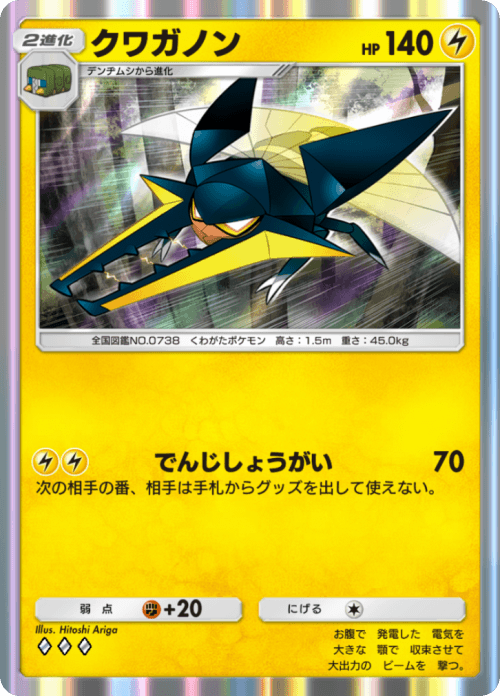 2進化 クワガノン HP 140
デンヂムシから進化
全国図鑑NO.0738 くわがたポケモン 高さ:1.5m 重さ:45.0kg
でんじしょうがい 70
次の相手の番、相手は手札からグッズを出して使えない。
弱点 +20 にげる
Illus. Hitoshi Ariga
お腹で 発電した 電気を
大きな 顎で 収束させて
大出力の ビームを 撃つ。